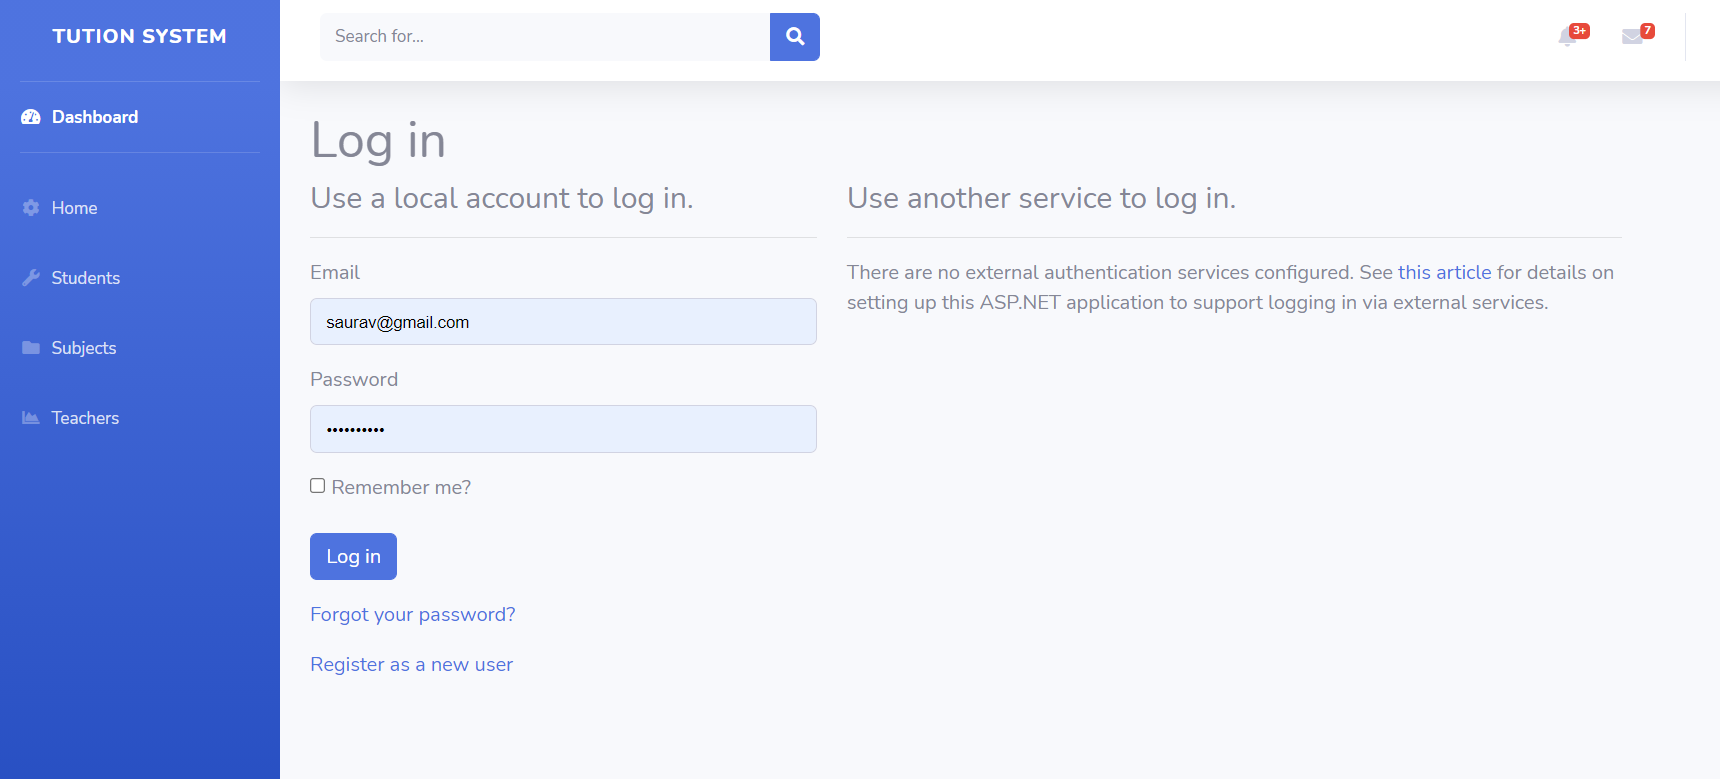 TUTION SYSTEM
Dashboard
Home
Students
Subjects
Teachers
Search for...
3+
7
Log in
Use a local account to log in.
Email
saurav@gmail.com
Password
••••••••••
Remember me?
Log in
Forgot your password?
Register as a new user
Use another service to log in.
There are no external authentication services configured. See this article for details on
setting up this ASP.NET application to support logging in via external services.